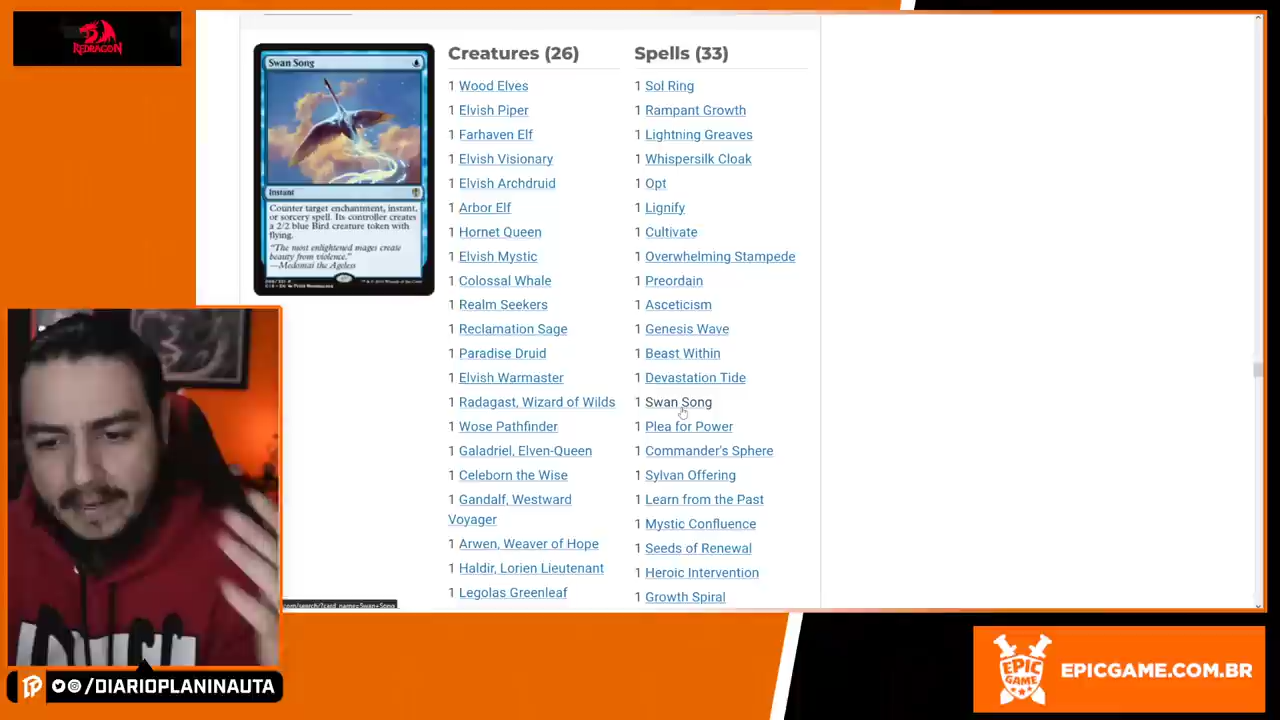 REDRAGON
Swan Song
Instant
Counter target enchantment, instant,
or sorcery spell. Its controller creates
a 2/2 blue Bird creature token with
flying.
"The most enlightened mages create
beauty from violence."
—Medomai the Ageless
Creatures (26)
1 Wood Elves
1 Elvish Piper
1 Farhaven Elf
1 Elvish Visionary
1 Elvish Archdruid
1 Arbor Elf
1 Hornet Queen
1 Elvish Mystic
1 Colossal Whale
1 Realm Seekers
1 Reclamation Sage
1 Paradise Druid
1 Elvish Warmaster
1 Radagast, Wizard of Wilds
1 Wose Pathfinder
1 Galadriel, Elven-Queen
1 Celeborn the Wise
1 Gandalf, Westward
Voyager
1 Arwen, Weaver of Hope
1 Haldir, Lorien Lieutenant
1 Legolas Greenleaf
Spells (33)
1 Sol Ring
1 Rampant Growth
1 Lightning Greaves
1 Whispersilk Cloak
1 Opt
1 Lignify
1 Cultivate
1 Overwhelming Stampede
1 Preordain
1 Asceticism
1 Genesis Wave
1 Beast Within
1 Devastation Tide
1 Swan Song
1 Plea for Power
1 Commander's Sphere
1 Sylvan Offering
1 Learn from the Past
1 Mystic Confluence
1 Seeds of Renewal
1 Heroic Intervention
1 Growth Spiral
/DIARIOPLANINAUTA
EPIC
GAME
EPICGAME.COM.BR